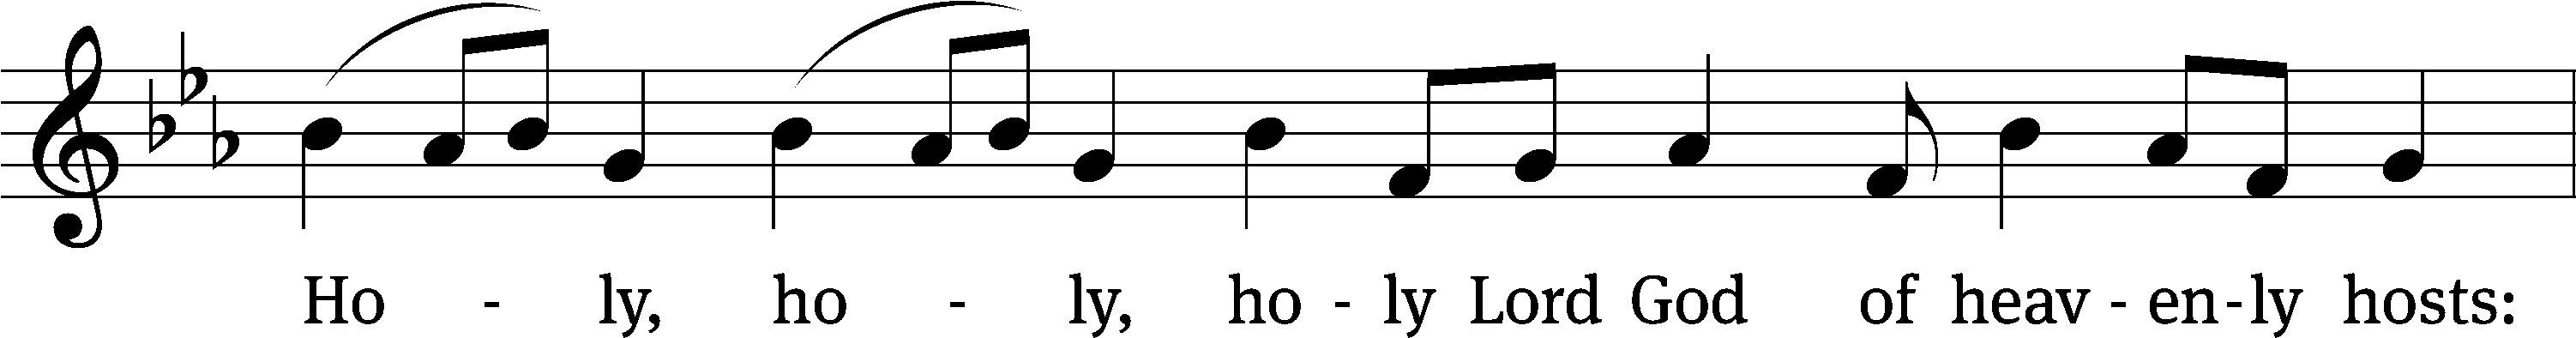 Ho - ly, ho - ly, ho - ly Lord God of heav - en - ly hosts: